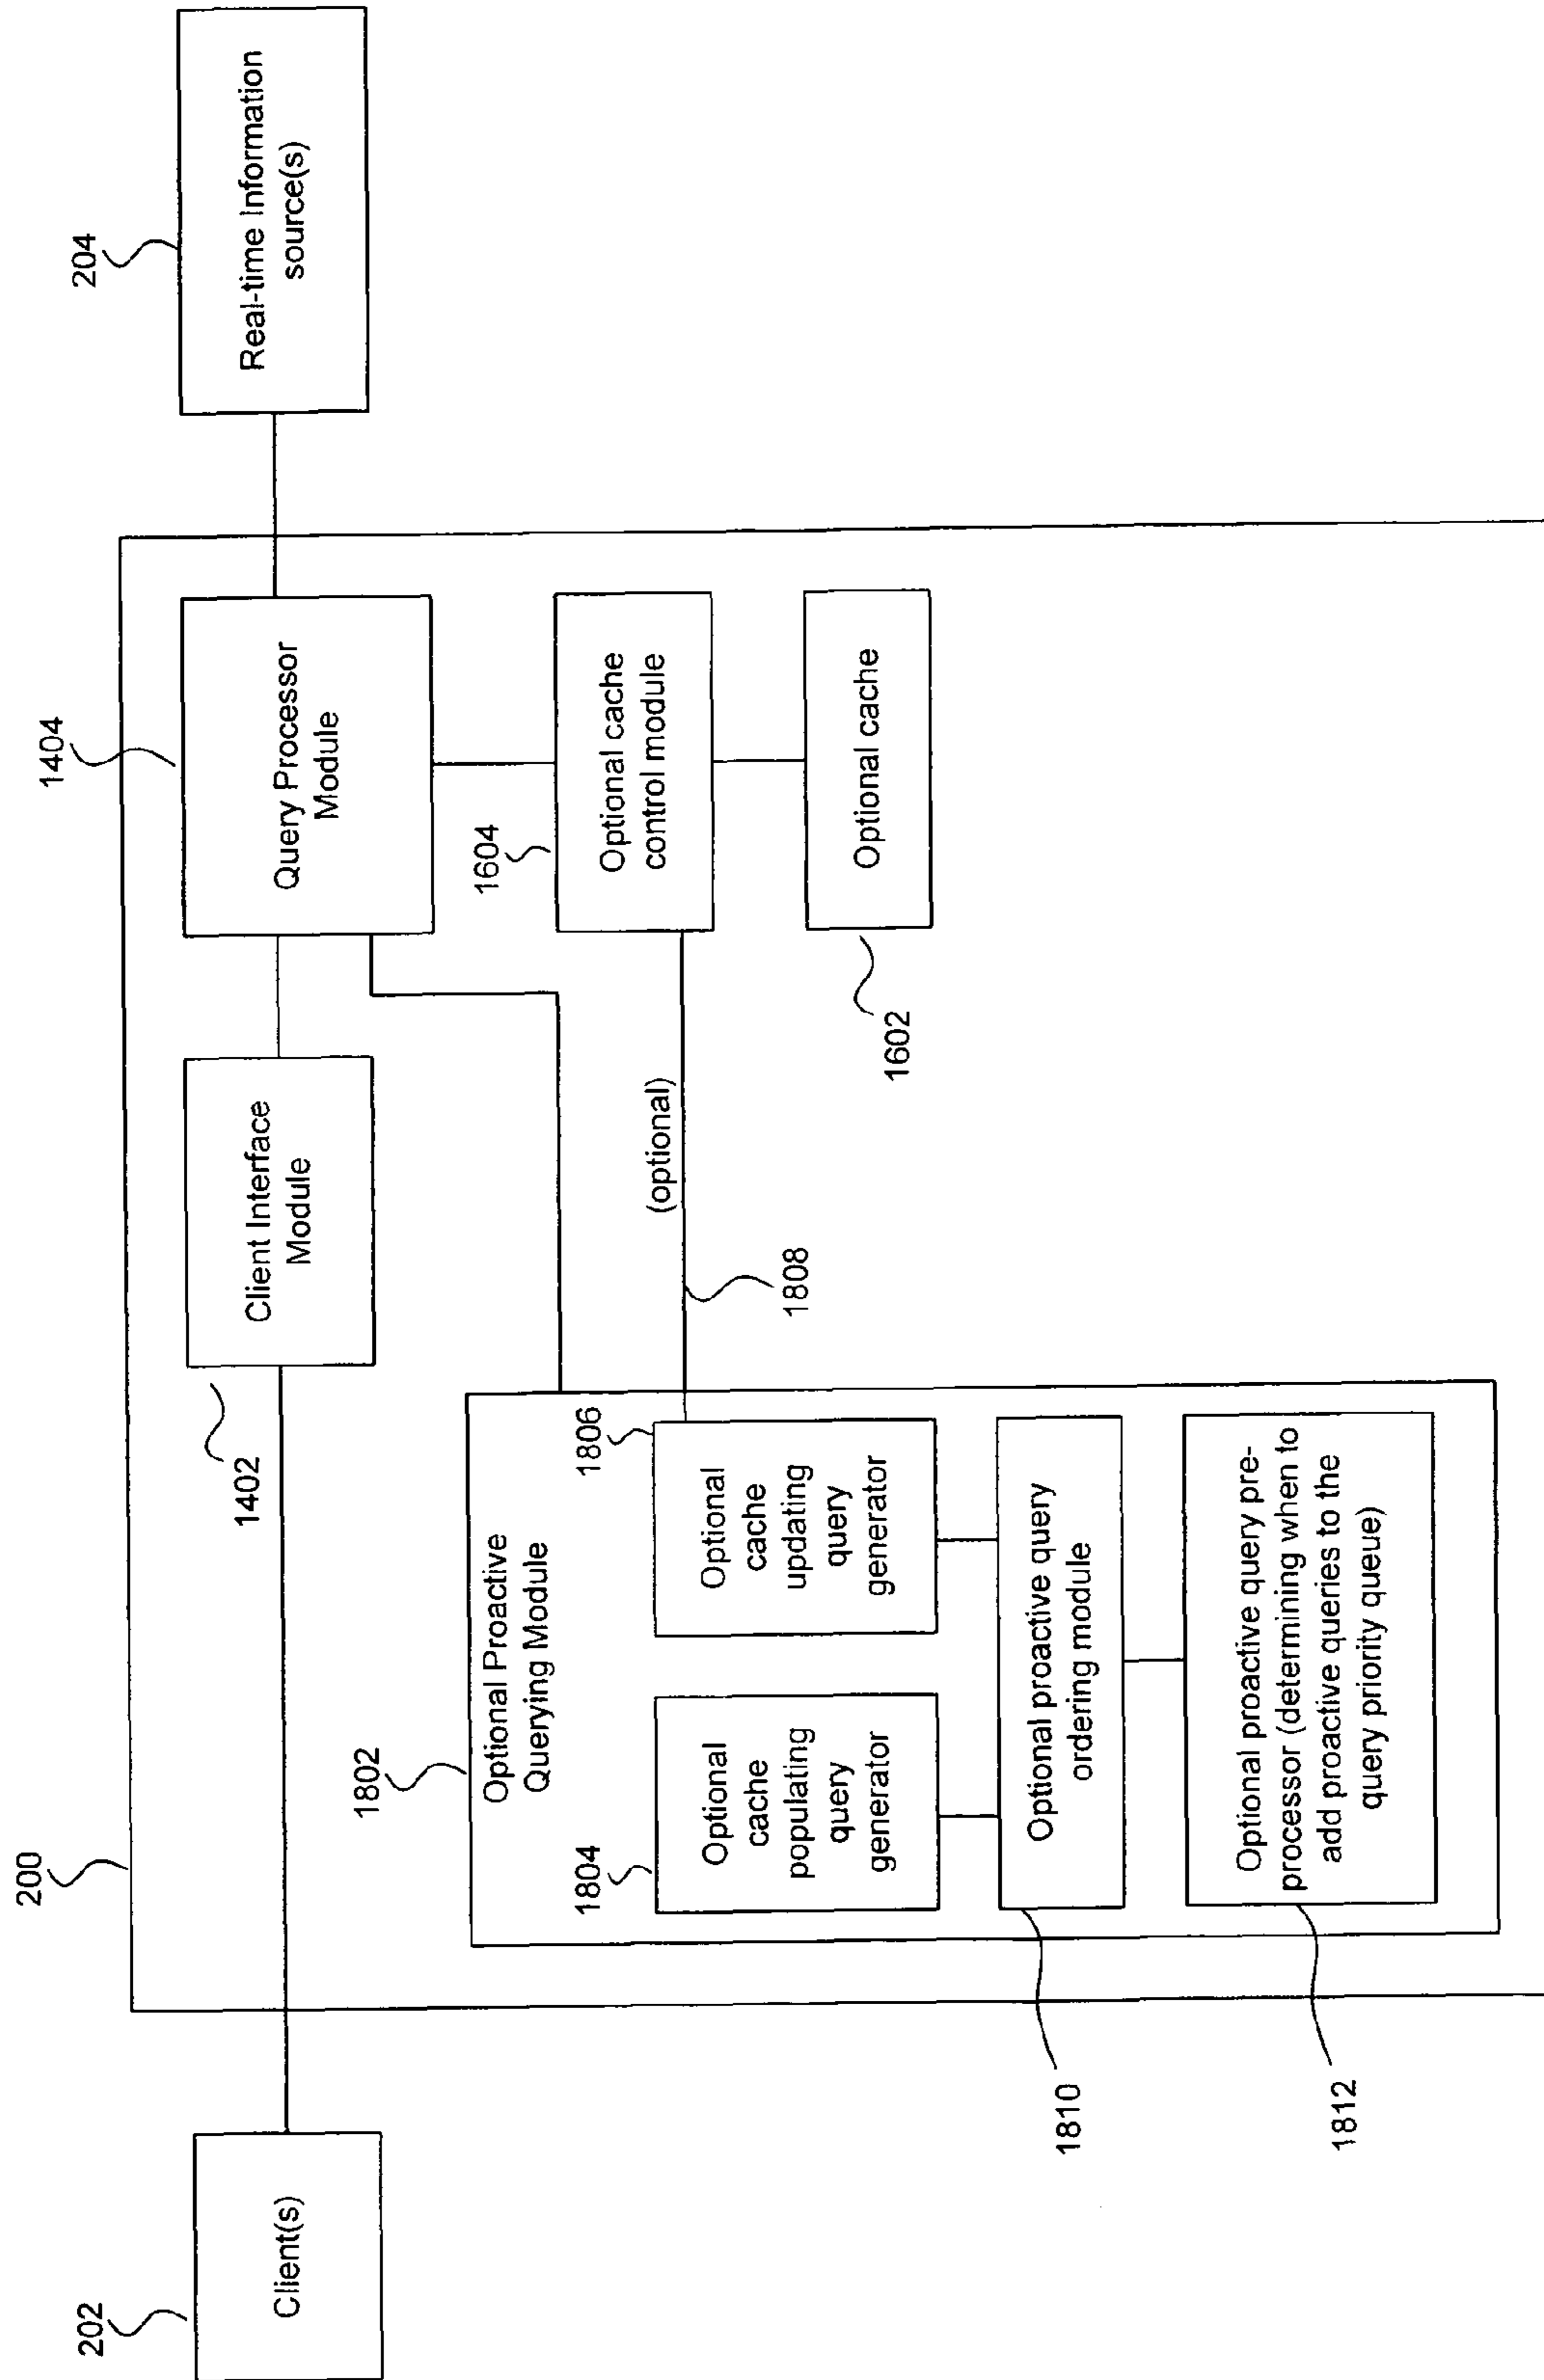 200
202
Client(s)
1402
Client Interface
Module
1404
Query Processor
Module
204
Real-time Information
source(s)
1802
Optional Proactive
Querying Module
1804
Optional
cache
populating
query
generator
1806
Optional
cache
updating
query
generator
1808
(optional)
1604
Optional cache
control module
1602
Optional cache
1810
Optional proactive query
ordering module
1812
Optional proactive query pre-
processor (determining when to
add proactive queries to the
query priority queue)